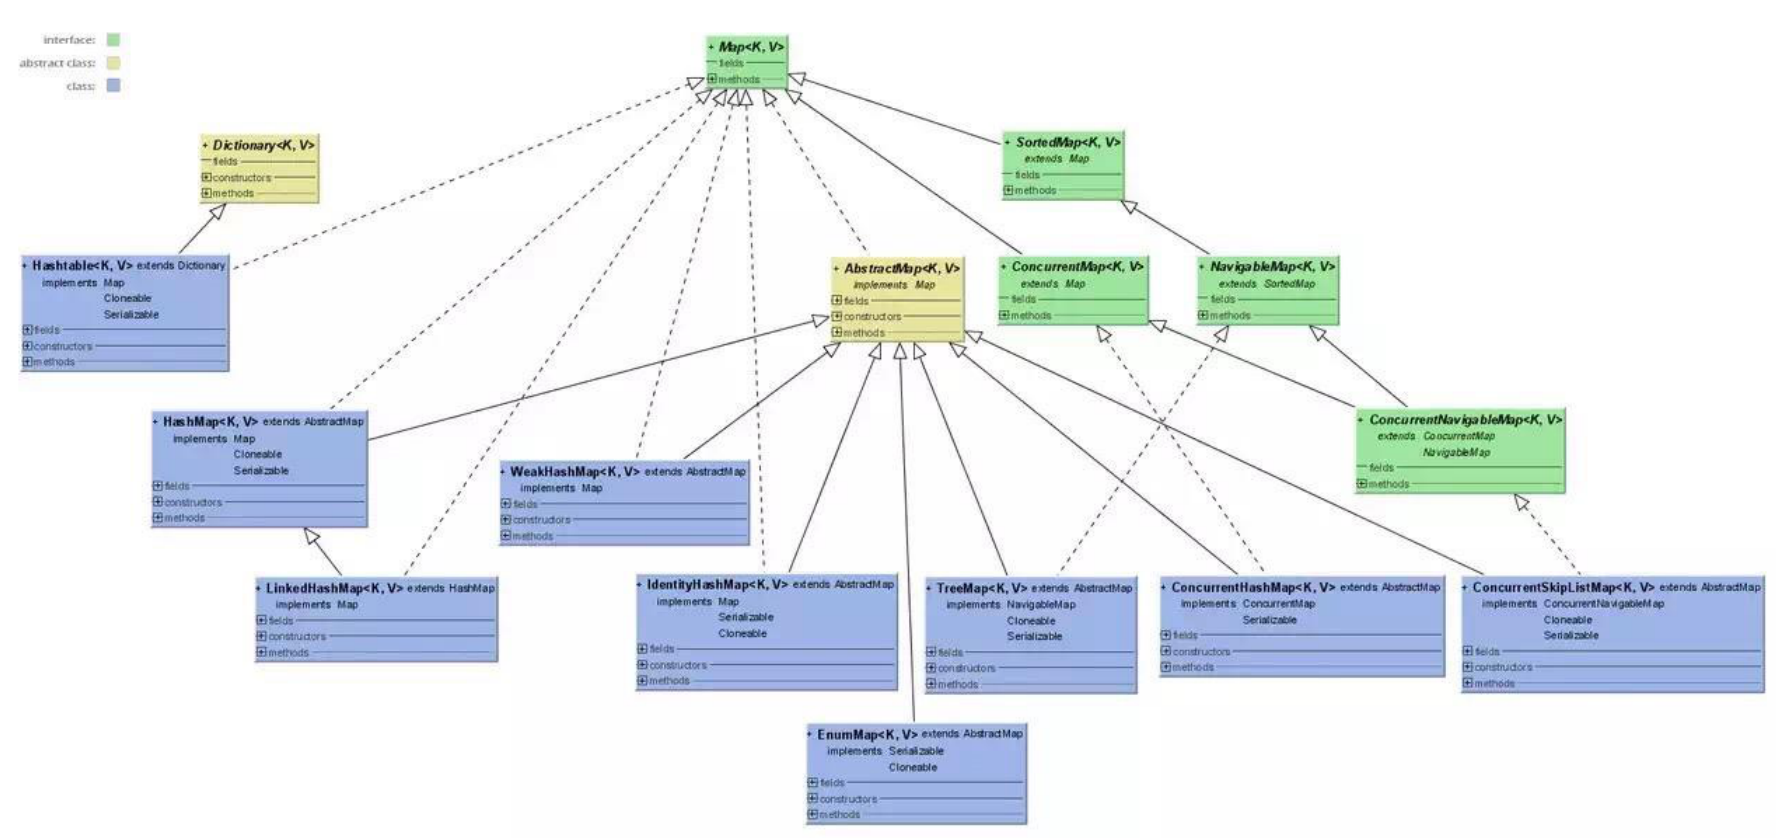 interface:
abstract class:
class:
+ Map<K, V>
fields
methods
+ Dictionary<K, V>
fields
constructors
methods
+ SortedMap<K, V>
extends Map
fields
methods
+ Hashtable<K, V> extends Dictionary
implements Map
Cloneable
Serializable
fields
constructors
methods
+ AbstractMap<K, V>
implements Map
fields
constructors
methods
+ ConcurrentMap<K, V>
extends Map
fields
methods
+ NavigableMap<K, V>
extends SortedMap
fields
methods
+ HashMap<K, V> extends AbstractMap
implements Map
Cloneable
Serializable
fields
constructors
methods
+ WeakHashMap<K, V> extends AbstractMap
implements Map
fields
constructors
methods
+ ConcurrentNavigableMap<K, V>
extends ConcurrentMap
NavigableMap
fields
methods
+ LinkedHashMap<K, V> extends HashMap
implements Map
fields
constructors
methods
+ IdentityHashMap<K, V> extends AbstractMap
implements Map
Serializable
Cloneable
fields
constructors
methods
+ TreeMap<K, V> extends AbstractMap
implements NavigableMap
Cloneable
Serializable
fields
constructors
methods
+ ConcurrentHashMap<K, V> extends AbstractMap
implements ConcurrentMap
Serializable
fields
constructors
methods
+ ConcurrentSkipListMap<K, V> extends AbstractMap
implements ConcurrentNavigableMap
Cloneable
Serializable
fields
constructors
methods
+ EnumMap<K, V> extends AbstractMap
implements Serializable
Cloneable
fields
constructors
methods